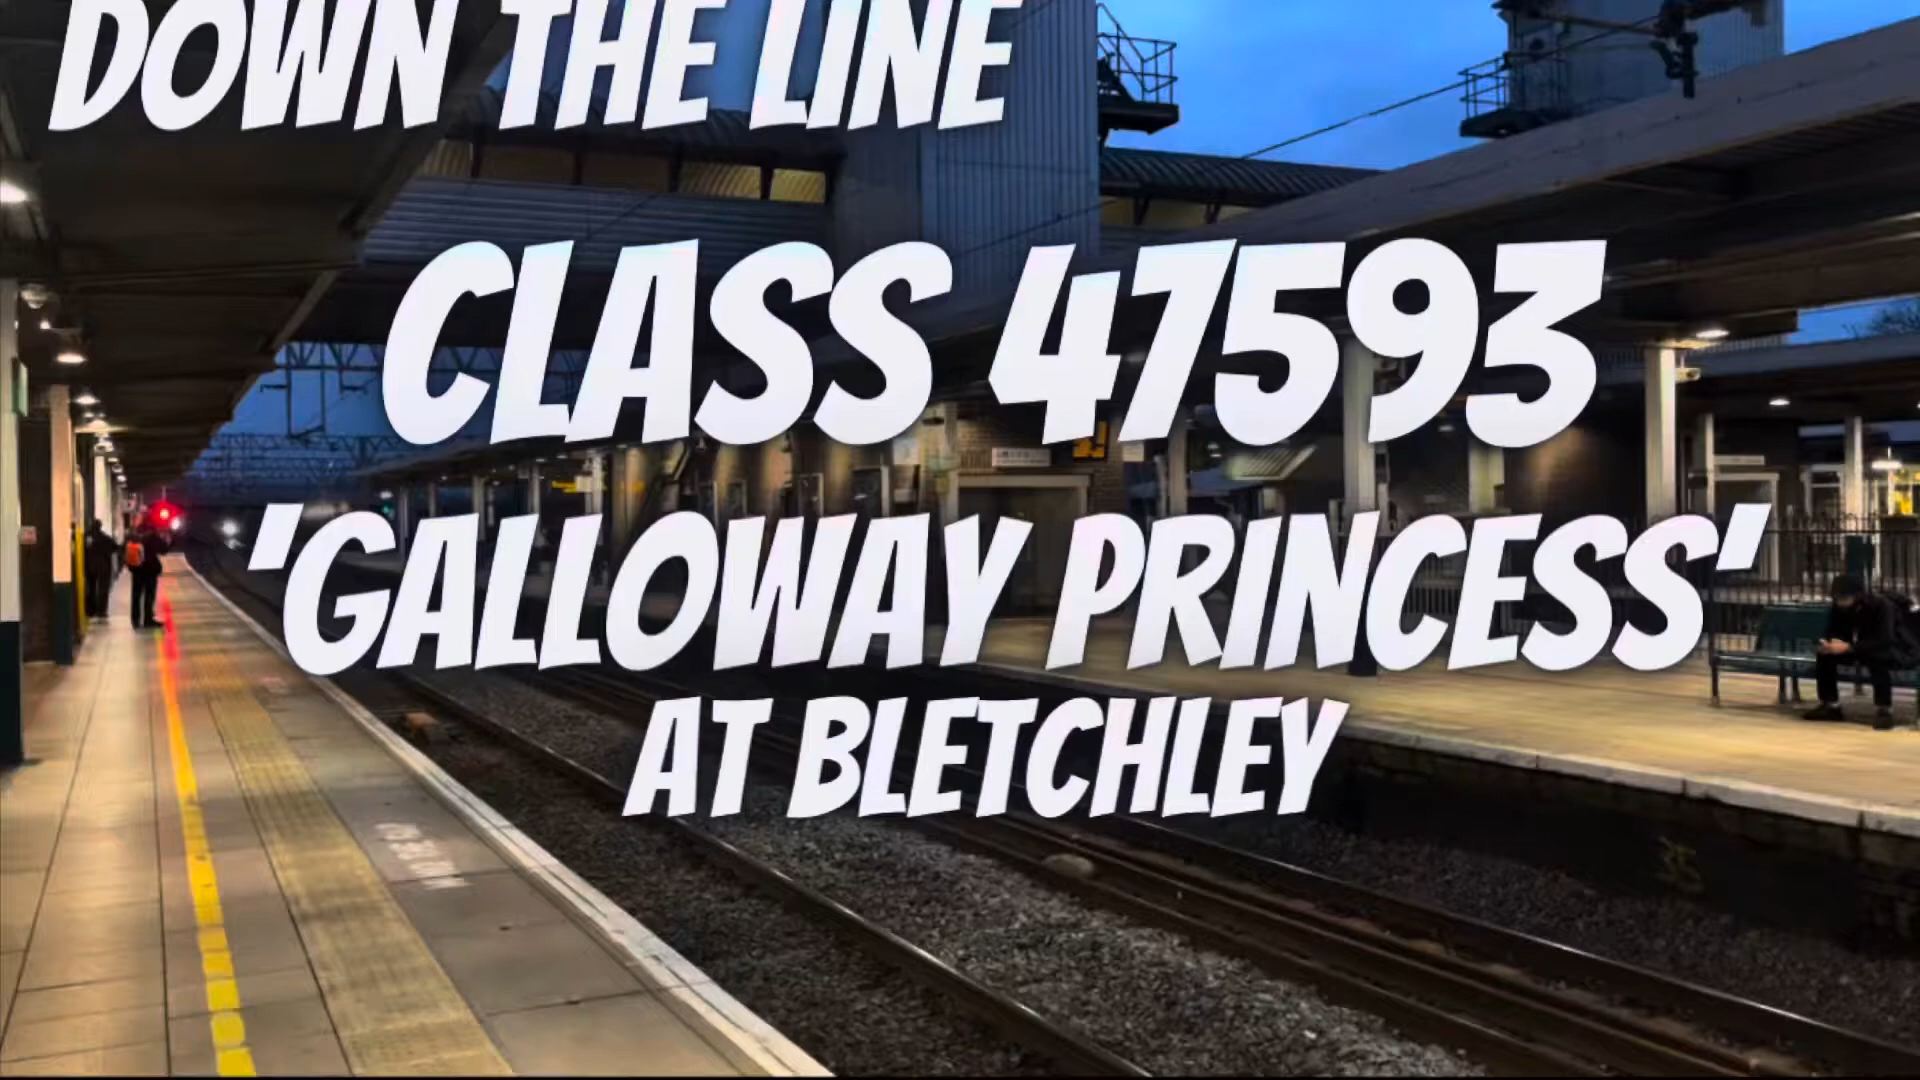 DOWN THE LINE
CLASS 47593
'GALLOWAY PRINCESS'
AT BLETCHLEY